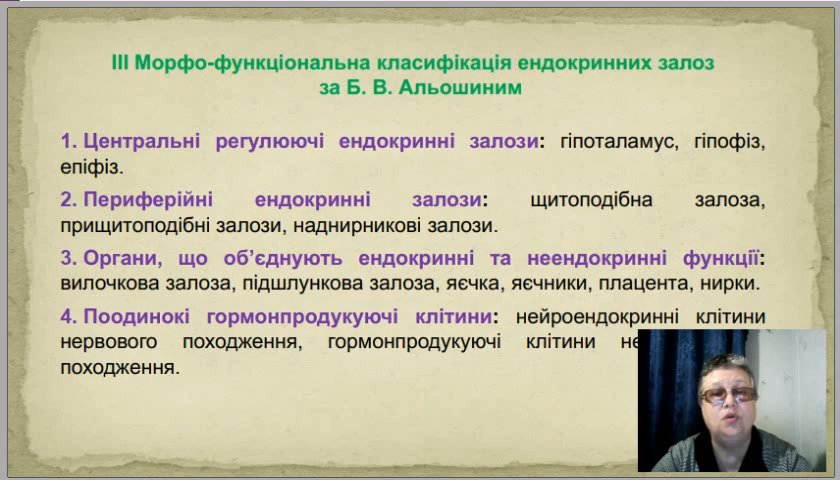 ІІІ Морфо-функціональна класифікація ендокринних залоз
за Б. В. Альошиним
1. Центральні регулюючі ендокринні залози: гіпоталамус, гіпофіз,
епіфіз.
2. Периферійні ендокринні залози: щитоподібна залоза,
прищитоподібні залози, наднирникові залози.
3. Органи, що об’єднують ендокринні та неендокринні функції:
вилочкова залоза, підшлункова залоза, яєчка, яєчники, плацента, нирки.
4. Поодинокі гормонпродукуючі клітини: нейроендокринні клітини
нервового походження, гормонпродукуючі клітини
походження.